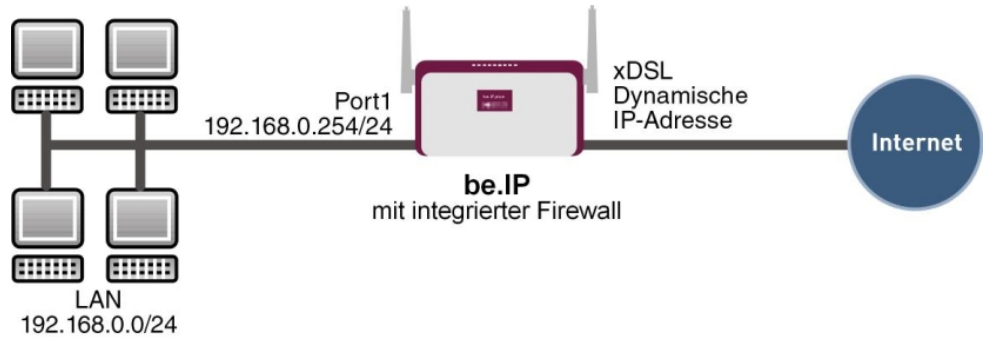 Port1
192.168.0.254/24
xDSL
Dynamische
IP-Adresse
Internet
be.IP
mit integrierter Firewall
LAN
192.168.0.0/24